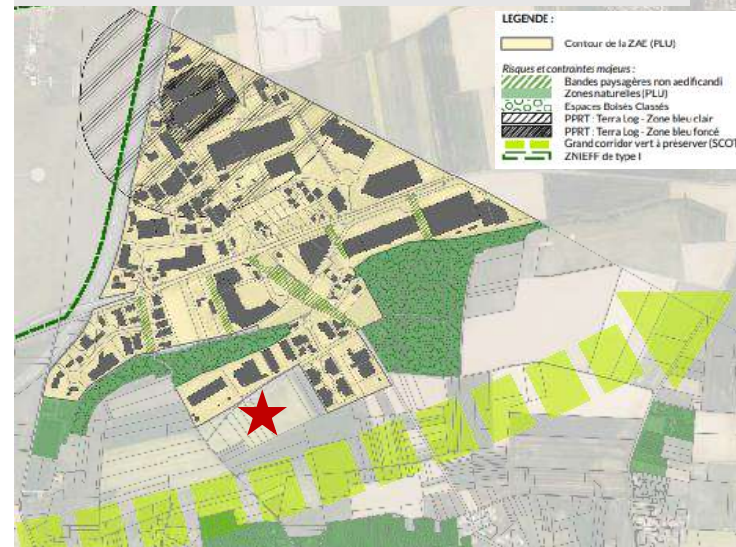 LEGENDE :
Contour de la ZAE (PLU)
Risques et contraintes majeurs :
Bandes paysagères non aedificandi
Zones naturelles (PLU)
Espaces Boisés Classés
PPRT : Terra Log - Zone bleu clair
PPRT : Terra Log - Zone bleu foncé
Grand corridor vert à préserver (SCOT
ZNIEFF de type I